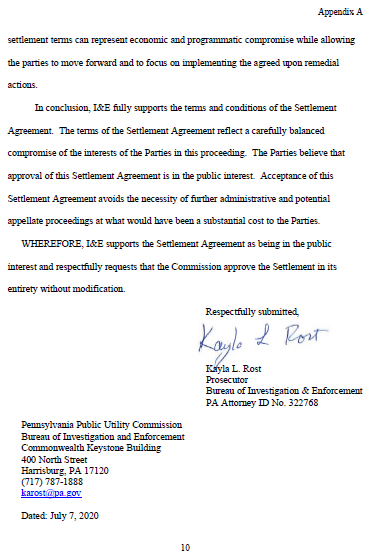 Appendix A
settlement terms can represent economic and programmatic compromise while allowing
the parties to move forward and to focus on implementing the agreed upon remedial
actions.
In conclusion, I&E fully supports the terms and conditions of the Settlement
Agreement. The terms of the Settlement Agreement reflect a carefully balanced
compromise of the interests of the Parties in this proceeding. The Parties believe that
approval of this Settlement Agreement is in the public interest. Acceptance of this
Settlement Agreement avoids the necessity of further administrative and potential
appellate proceedings at what would have been a substantial cost to the Parties.
WHEREFORE, I&E supports the Settlement Agreement as being in the public
interest and respectfully requests that the Commission approve the Settlement in its
entirety without modification.
Respectfully submitted,
Kayla L Rost
Kayla L. Rost
Prosecutor
Bureau of Investigation & Enforcement
PA Attorney ID No. 322768
Pennsylvania Public Utility Commission
Bureau of Investigation and Enforcement
Commonwealth Keystone Building
400 North Street
Harrisburg, PA 17120
(717) 787-1888
karost@pa.gov
Dated: July 7, 2020
10